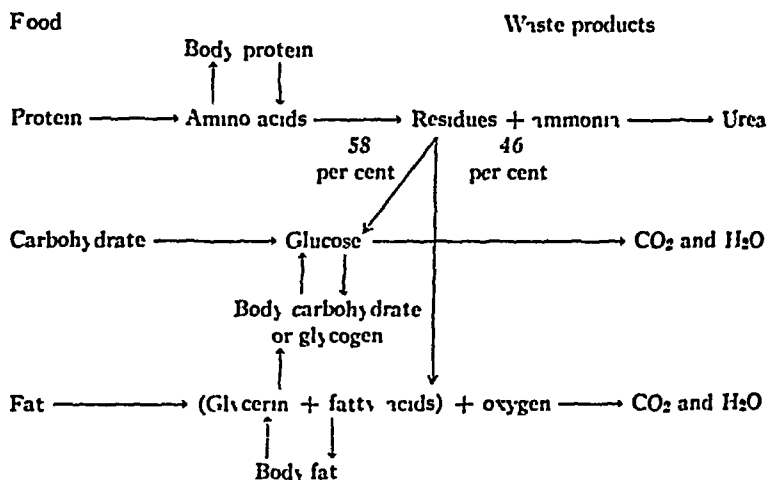 Food Waste products
Body protein
Protein Amino acids Residues + ammonia Urea
58 46
per cent per cent
Carbohydrate Glucose CO₂ and H₂O
Body carbohydrate
or glycogen
Fat (Glycerin + fatty acids) + oxygen CO₂ and H₂O
Body fat